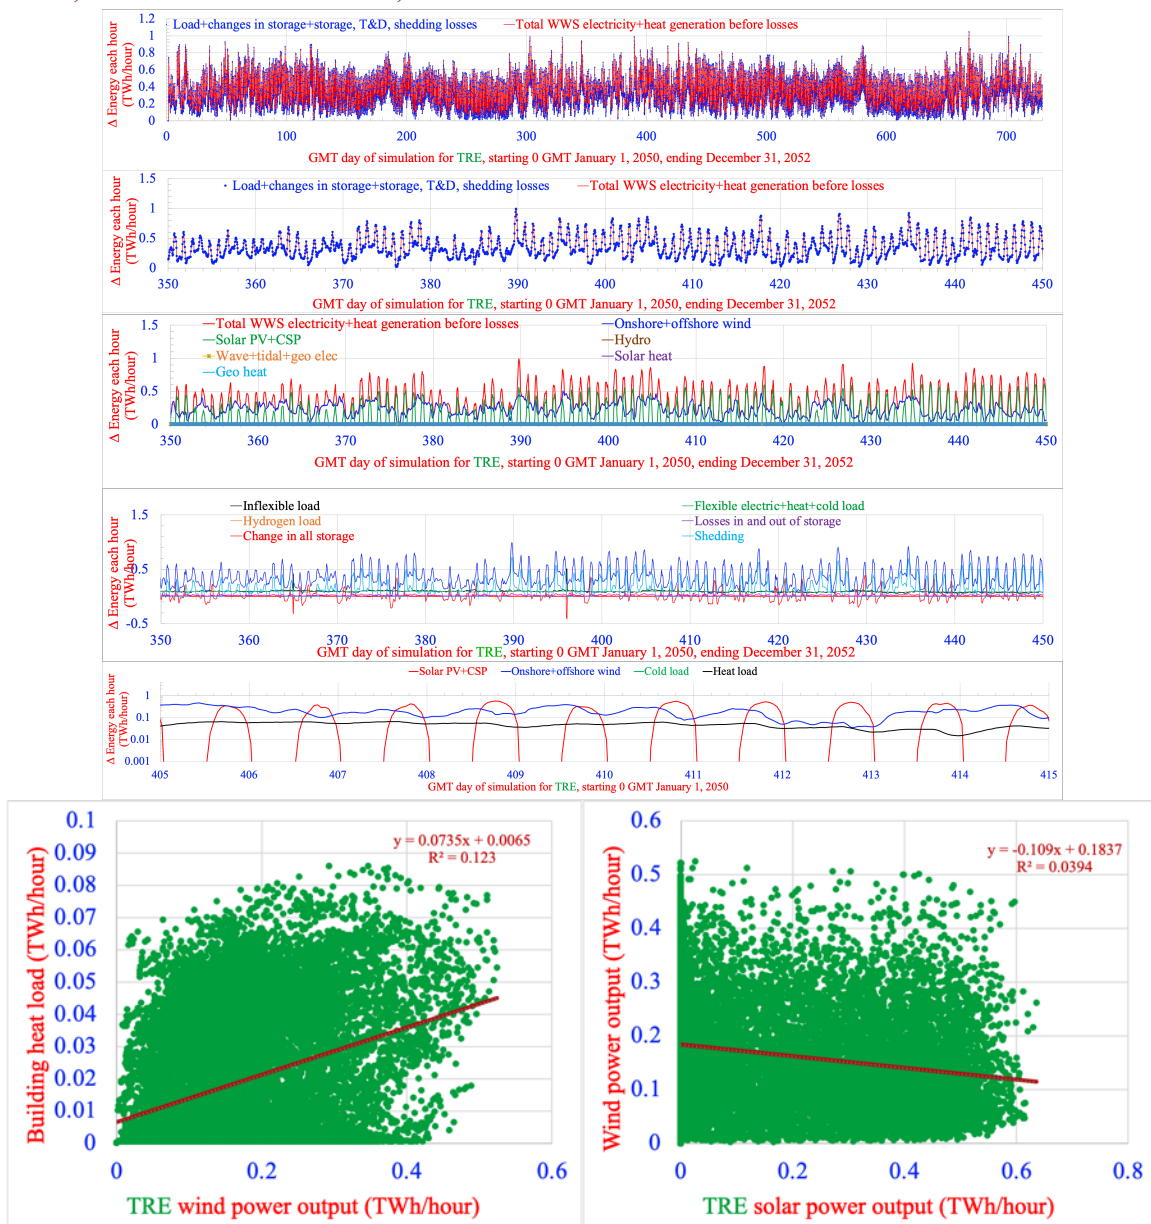 Load+changes in storage+storage, T&D, shedding losses —Total WWS electricity+heat generation before losses
Δ Energy each hour
(TWh/hour)
1.2
1
0.8
0.6
0.4
0.2
0
0 100 200 300 400 500 600 700
GMT day of simulation for TRE, starting 0 GMT January 1, 2050, ending December 31, 2052
Load+changes in storage+storage, T&D, shedding losses —Total WWS electricity+heat generation before losses
Δ Energy each hour
(TWh/hour)
1.5
1
0.5
0
350 360 370 380 390 400 410 420 430 440 450
GMT day of simulation for TRE, starting 0 GMT January 1, 2050, ending December 31, 2052
Total WWS electricity+heat generation before losses Onshore+offshore wind
Solar PV+CSP Hydro
Wave+tidal+geo elec Solar heat
Geo heat
Δ Energy each hour
(TWh/hour)
1.5
1
0.5
0
350 360 370 380 390 400 410 420 430 440 450
GMT day of simulation for TRE, starting 0 GMT January 1, 2050, ending December 31, 2052
Inflexible load Flexible electric+heat+cold load
Hydrogen load Losses in and out of storage
Change in all storage Shedding
Δ Energy each hour
(TWh/hour)
1.5
0.5
-0.5
350 360 370 380 390 400 410 420 430 440 450
GMT day of simulation for TRE, starting 0 GMT January 1, 2050, ending December 31, 2052
Solar PV+CSP Onshore+offshore wind Cold load Heat load
Δ Energy each hour
(TWh/hour)
1
0.1
0.01
0.001
405 406 407 408 409 410 411 412 413 414 415
GMT day of simulation for TRE, starting 0 GMT January 1, 2050
Building heat load (TWh/hour)
0.1
0.09
0.08
0.07
0.06
0.05
0.04
0.03
0.02
0.01
0
y = 0.0735x + 0.0065
R² = 0.123
0 0.2 0.4 0.6
TRE wind power output (TWh/hour)
Wind power output (TWh/hour)
0.6
0.5
0.4
0.3
0.2
0.1
0
y = -0.109x + 0.1837
R² = 0.0394
0 0.2 0.4 0.6 0.8
TRE solar power output (TWh/hour)